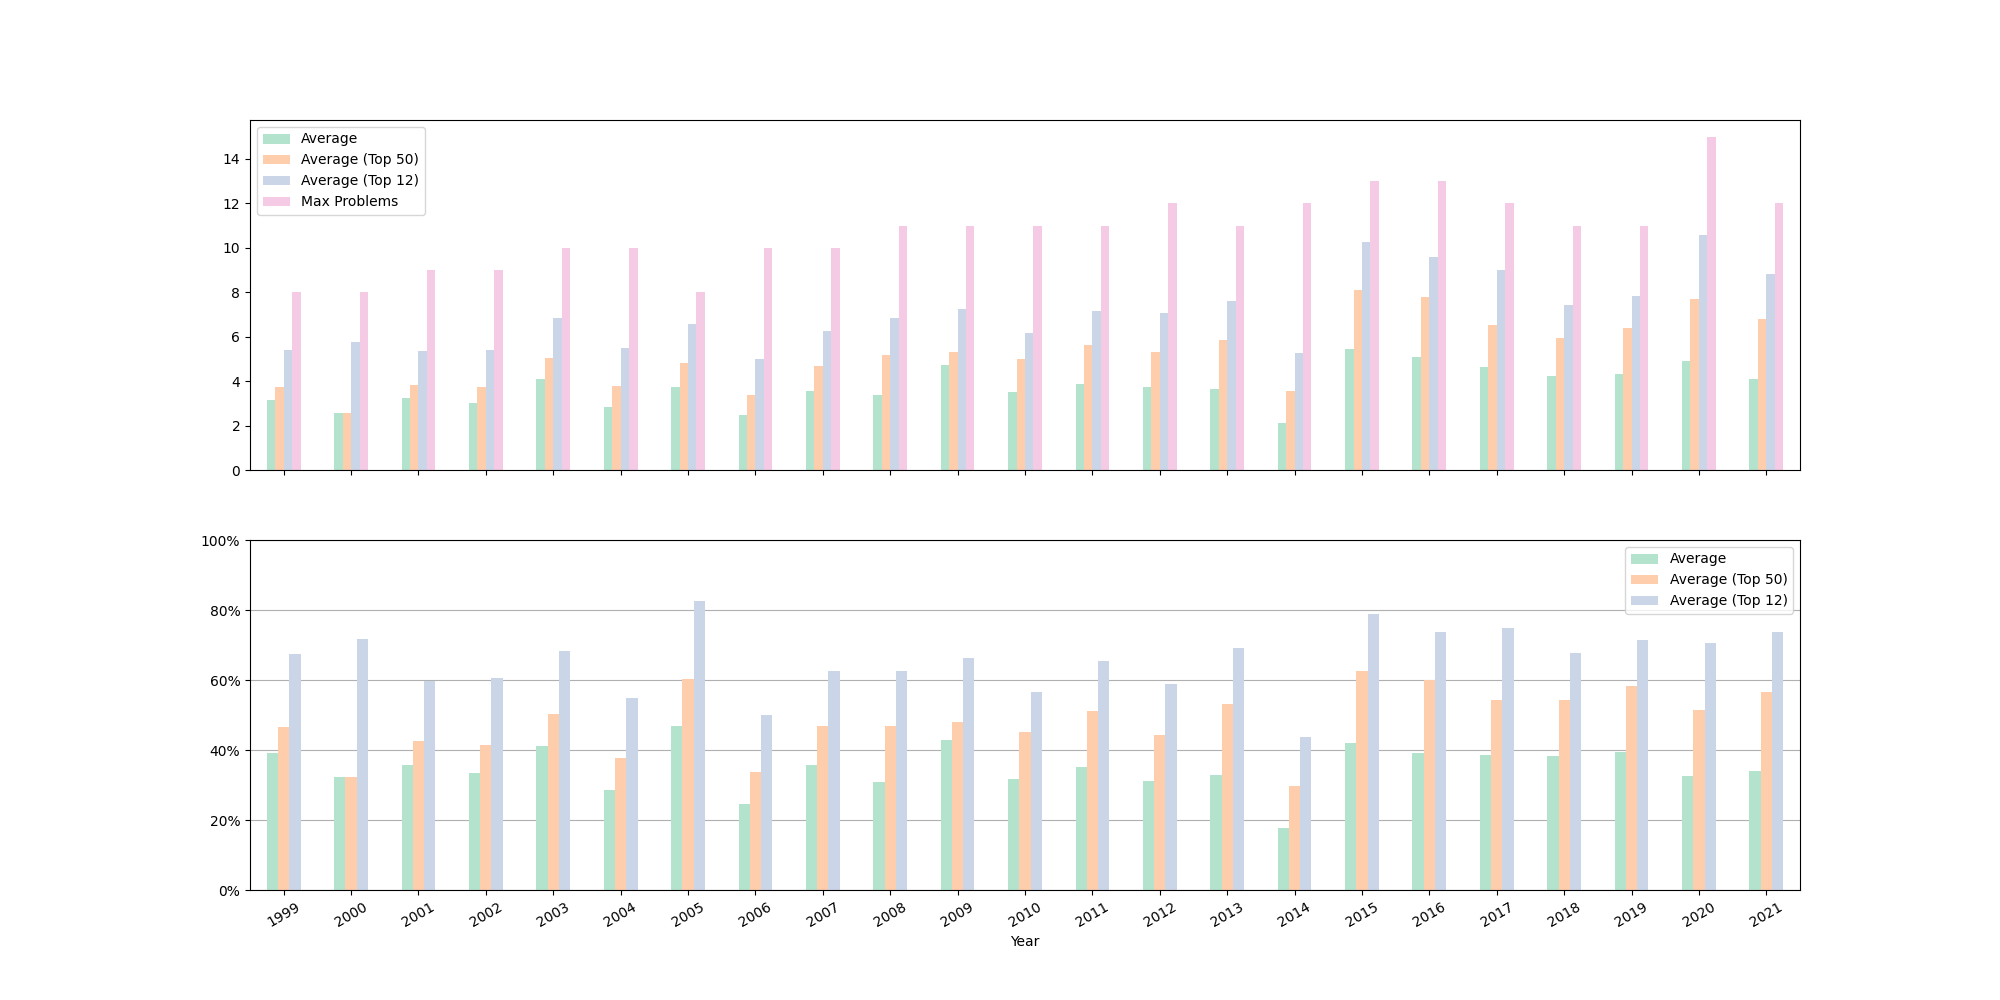 14
12
10
8
6
4
2
0
Average
Average (Top 50)
Average (Top 12)
Max Problems
100%
80%
60%
40%
20%
0%
Average
Average (Top 50)
Average (Top 12)
1999 2000 2001 2002 2003 2004 2005 2006 2007 2008 2009 2010 2011 2012 2013 2014 2015 2016 2017 2018 2019 2020 2021
Year